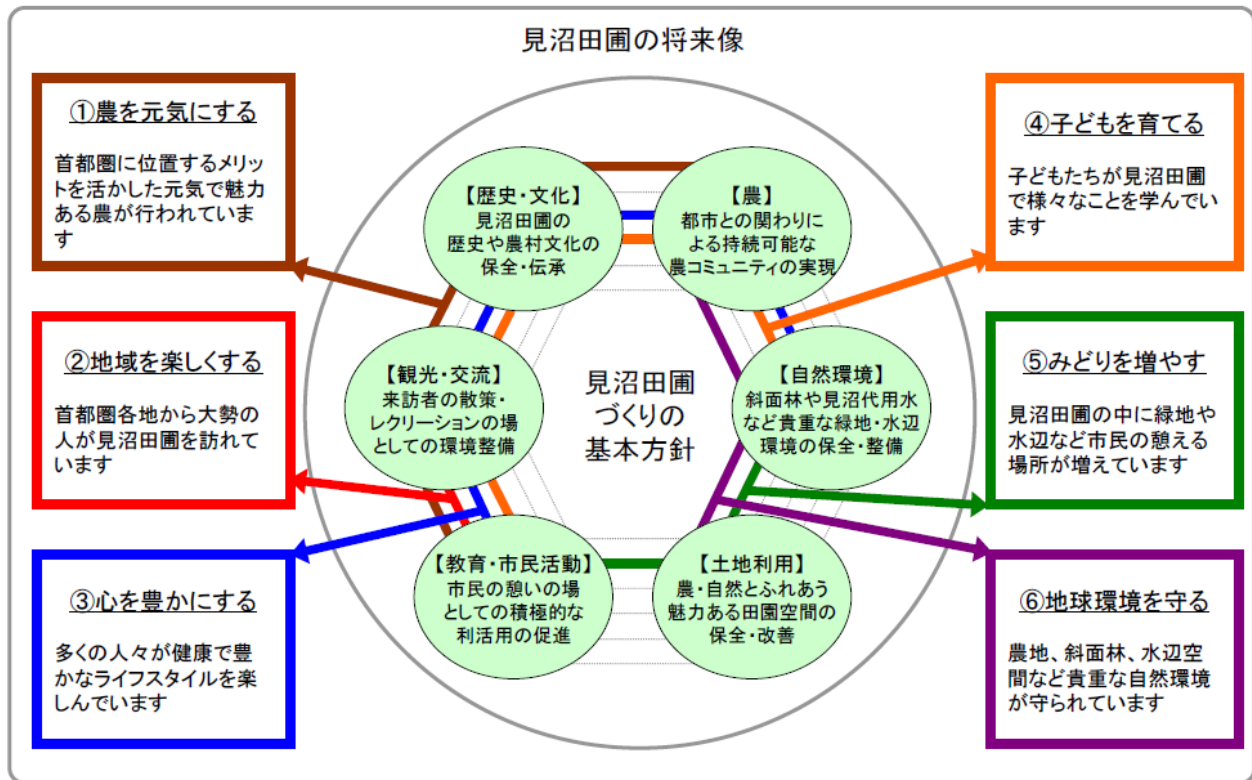 見沼田圃の将来像
①農を元気にする
首都圏に位置するメリ
ットを活かした元気で魅力
ある農が行われています
②地域を楽しくする
首都圏各地から大勢の
人が見沼田圃を訪れて
います
③心を豊かにする
多くの人々が健康で豊
かなライフスタイルを楽
しんでいます
【歴史・文化】
見沼田圃の
歴史や農村文化の
保全・伝承
【農】
都市との関わりに
よる持続可能な
農コミュニティの実現
【観光・交流】
来訪者の散策・
レクリーションの場
としての環境整備
見沼田圃
づくりの
基本方針
【自然環境】
斜面林や見沼代用水
など貴重な緑地・水辺
環境の保全・整備
【教育・市民活動】
市民の憩いの場
としての積極的な
利活用の促進
【土地利用】
農・自然とふれあう
魅力ある田園空間の
保全・改善
④子どもを育てる
子どもたちが見沼田圃
で様々なことを学んでい
ます
⑤みどりを増やす
見沼田圃の中に緑地や
水辺など市民の憩える
場所が増えています
⑥地球環境を守る
農地、斜面林、水辺空
間など貴重な自然環境
が守られています